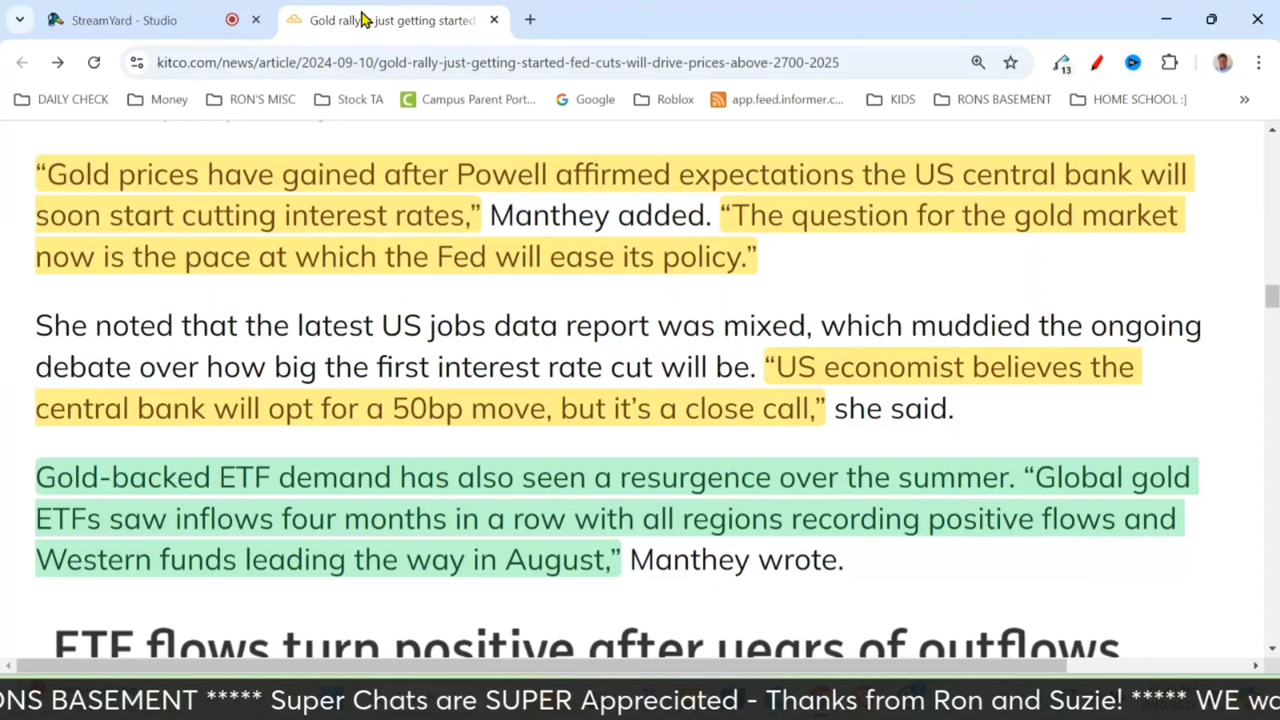 StreamYard - Studio
Gold rally just getting started
kitco.com/news/article/2024-09-10/gold-rally-just-getting-started-fed-cuts-will-drive-prices-above-2700-2025
13
DAILY CHECK Money RON'S MISC Stock TA Campus Parent Port... Google Roblox app.feed.informer.c... KIDS RONS BASEMENT HOME SCHOOL :]
“Gold prices have gained after Powell affirmed expectations the US central bank will
soon start cutting interest rates,” Manthey added. “The question for the gold market
now is the pace at which the Fed will ease its policy.”
She noted that the latest US jobs data report was mixed, which muddied the ongoing
debate over how big the first interest rate cut will be. “US economist believes the
central bank will opt for a 50bp move, but it’s a close call,” she said.
Gold-backed ETF demand has also seen a resurgence over the summer. “Global gold
ETFs saw inflows four months in a row with all regions recording positive flows and
Western funds leading the way in August,” Manthey wrote.
ETF flows turn positive after years of outflows
ONS BASEMENT ***** Super Chats are SUPER Appreciated - Thanks from Ron and Suzie! ***** WE